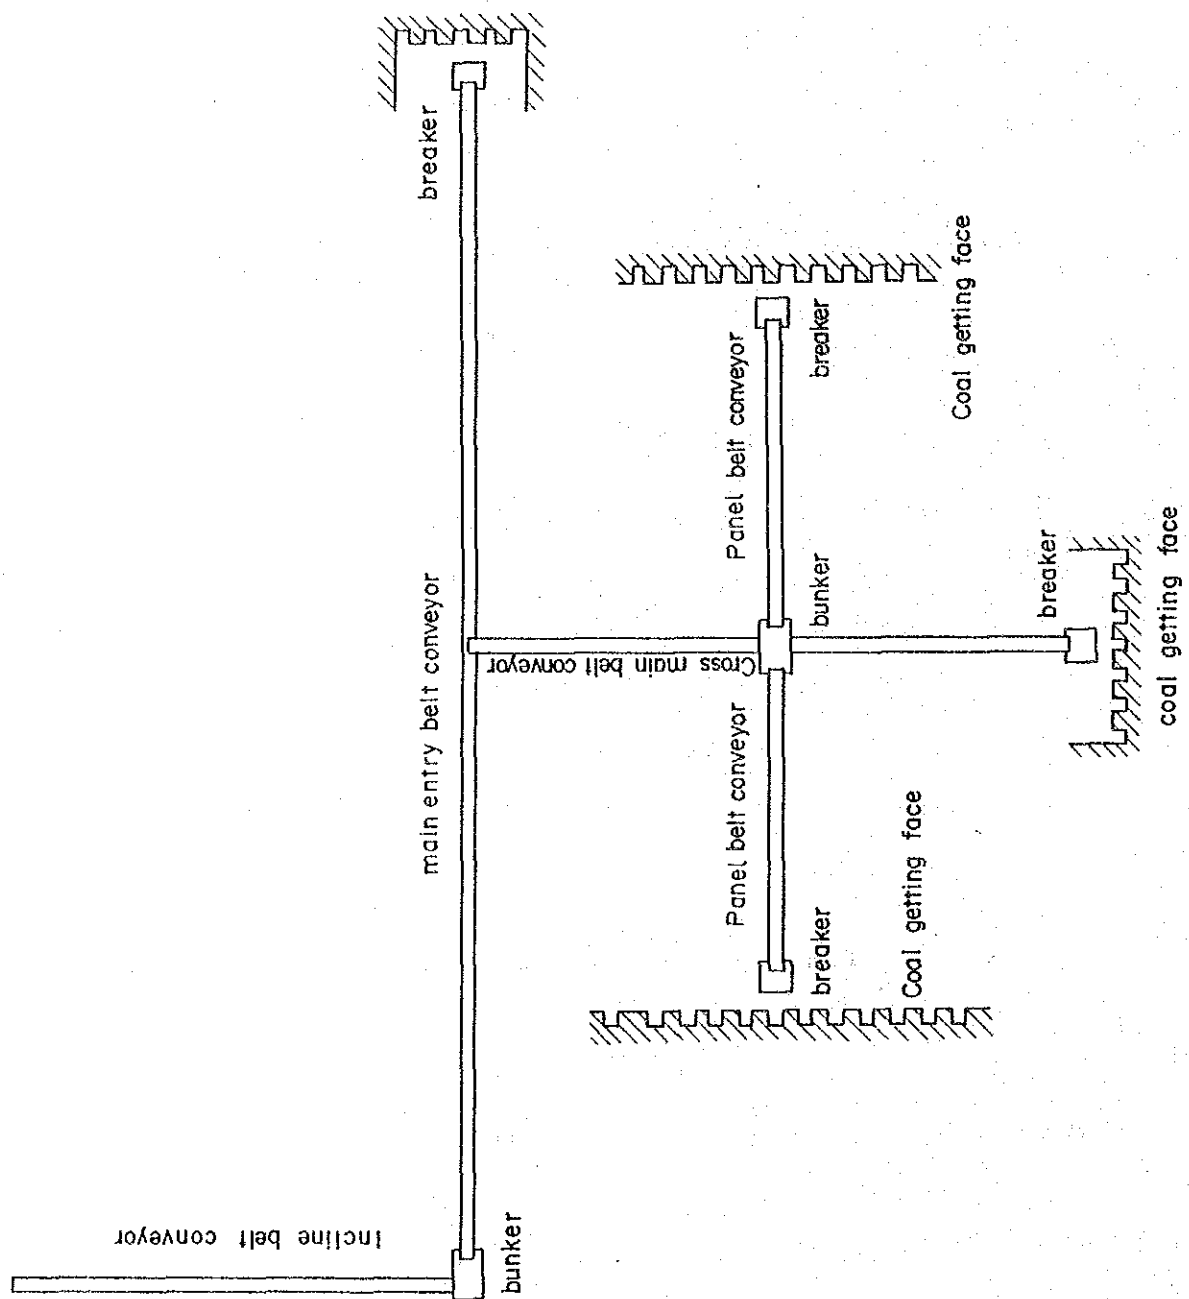 breaker
main entry belt conveyor
Incline belt conveyor
bunker
Cross main belt conveyor
Panel belt conveyor
breaker
Coal getting face
bunker
Panel belt conveyor
breaker
Coal getting face
breaker
coal getting face